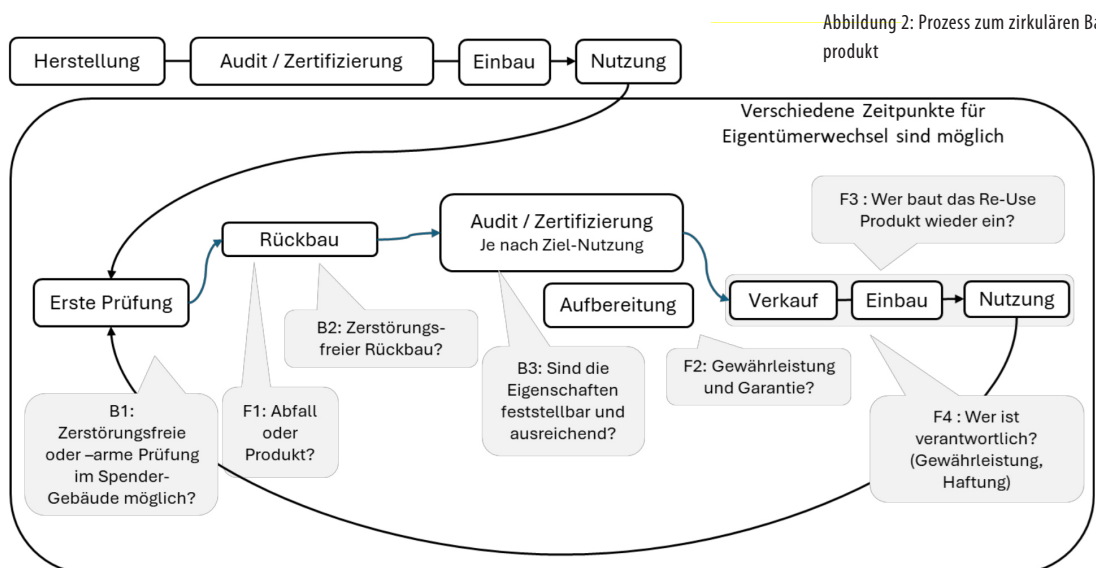 Abbildung 2: Prozess zum zirkulären Ba
produkt
Herstellung
Audit / Zertifizierung
Einbau
Nutzung
Verschiedene Zeitpunkte für
Eigentümerwechsel sind möglich
F3 : Wer baut das Re-Use
Produkt wieder ein?
Audit / Zertifizierung
Je nach Ziel-Nutzung
Rückbau
Erste Prüfung
Aufbereitung
Verkauf
Einbau
Nutzung
B2: Zerstörungs-
freier Rückbau?
B3: Sind die
Eigenschaften
feststellbar und
ausreichend?
F2: Gewährleistung
und Garantie?
B1:
Zerstörungsfreie
oder –arme Prüfung
im Spender-
Gebäude möglich?
F1: Abfall
oder
Produkt?
F4 : Wer ist
verantwortlich?
(Gewährleistung,
Haftung)